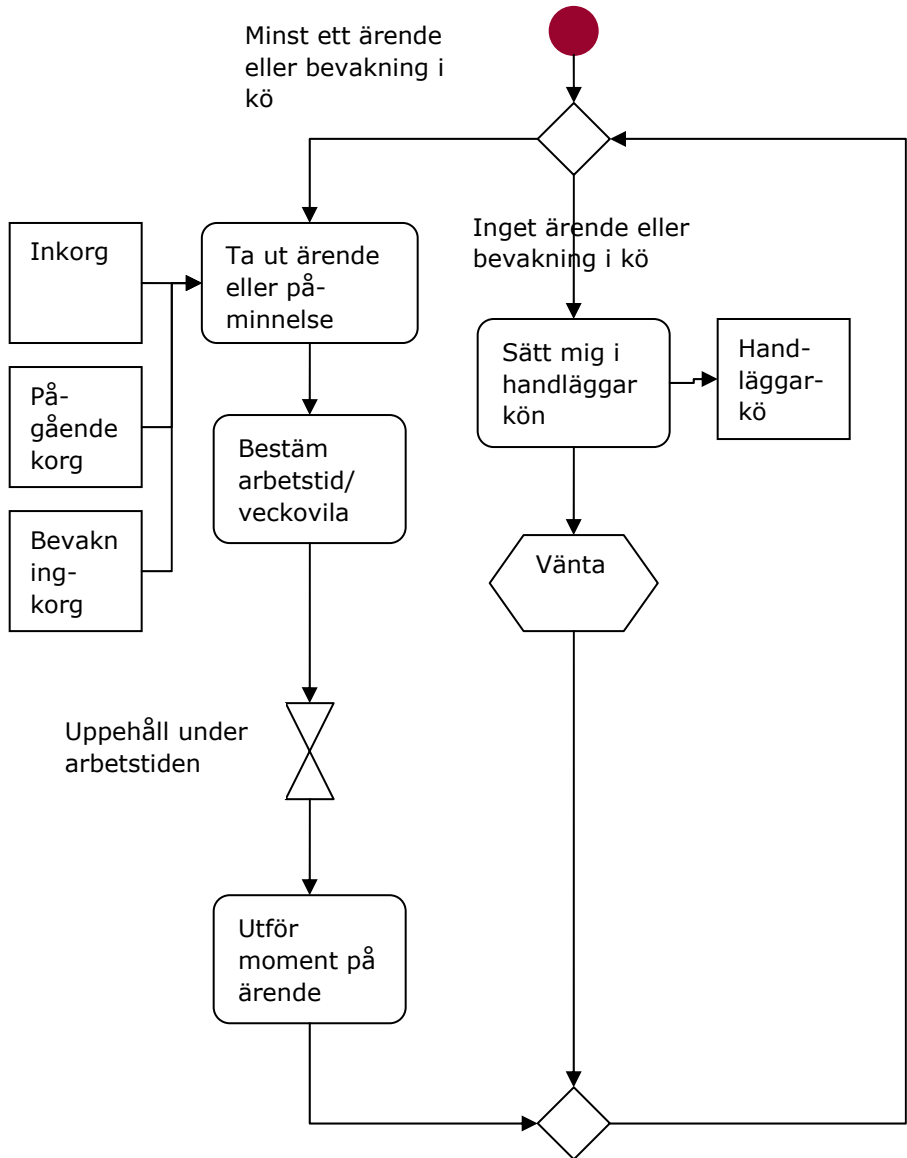 Minst ett ärende
eller bevakning i
kö
Inkorg
Ta ut ärende
eller på-
minnelse
Inget ärende eller
bevakning i kö
På-
gående
korg
Bestäm
arbetstid/
veckovila
Sätt mig i
handläggar
kön
Hand-
läggar-
kö
Bevakn
ing-
korg
Vänta
Uppehåll under
arbetstiden
Utför
moment på
ärende